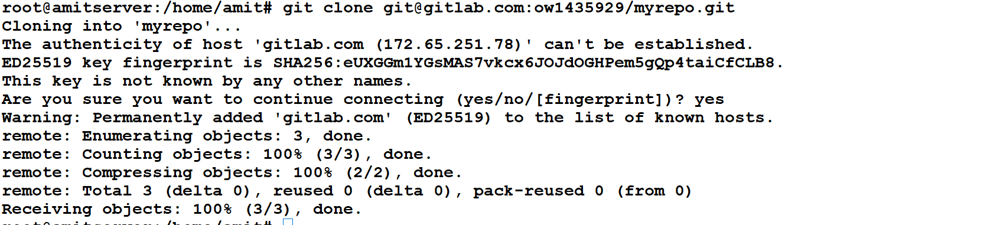 root@amitserver:/home/amit# git clone git@gitlab.com:ow1435929/myrepo.git
Cloning into 'myrepo'...
The authenticity of host 'gitlab.com (172.65.251.78)' can't be established.
ED25519 key fingerprint is SHA256:eUXGGm1YGsMAS7vkcx6JOJdOGHPem5gQp4taiCfCLB8.
This key is not known by any other names.
Are you sure you want to continue connecting (yes/no/[fingerprint])? yes
Warning: Permanently added 'gitlab.com' (ED25519) to the list of known hosts.
remote: Enumerating objects: 3, done.
remote: Counting objects: 100% (3/3), done.
remote: Compressing objects: 100% (2/2), done.
remote: Total 3 (delta 0), reused 0 (delta 0), pack-reused 0 (from 0)
Receiving objects: 100% (3/3), done.
root@amitserver:/home/amit#